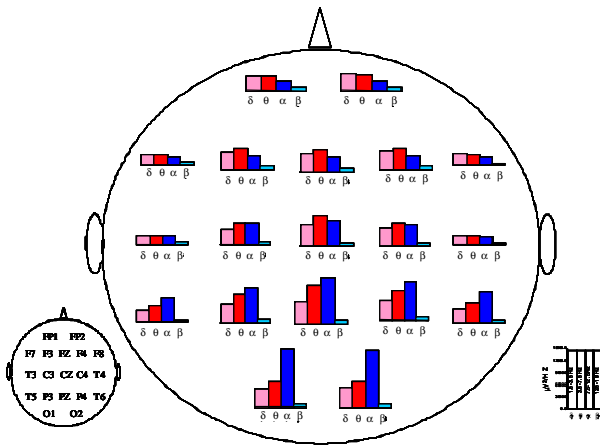 δ θ α β δ θ α β
δ θ α β δ θ α β δ θ α β δ θ α β δ θ α β
δ θ α β δ θ α β δ θ α β δ θ α β δ θ α β
δ θ α β δ θ α β δ θ α β δ θ α β δ θ α β
δ θ α β δ θ α β
FP1 FP2
F7 F3 FZ F4 F8
T3 C3 CZ C4 T4
T5 P3 PZ P4 T6
O1 O2